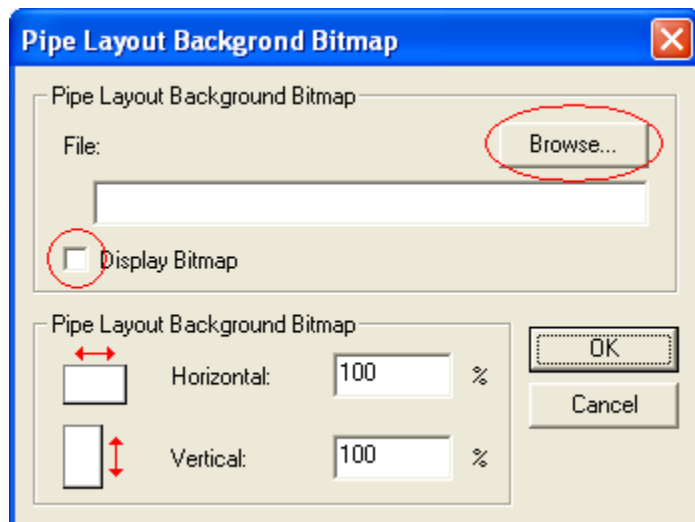 Pipe Layout Backgrond Bitmap
Pipe Layout Background Bitmap
File:
Browse...
Display Bitmap
Pipe Layout Background Bitmap
Horizontal: 100 %
OK
Cancel
Vertical: 100 %